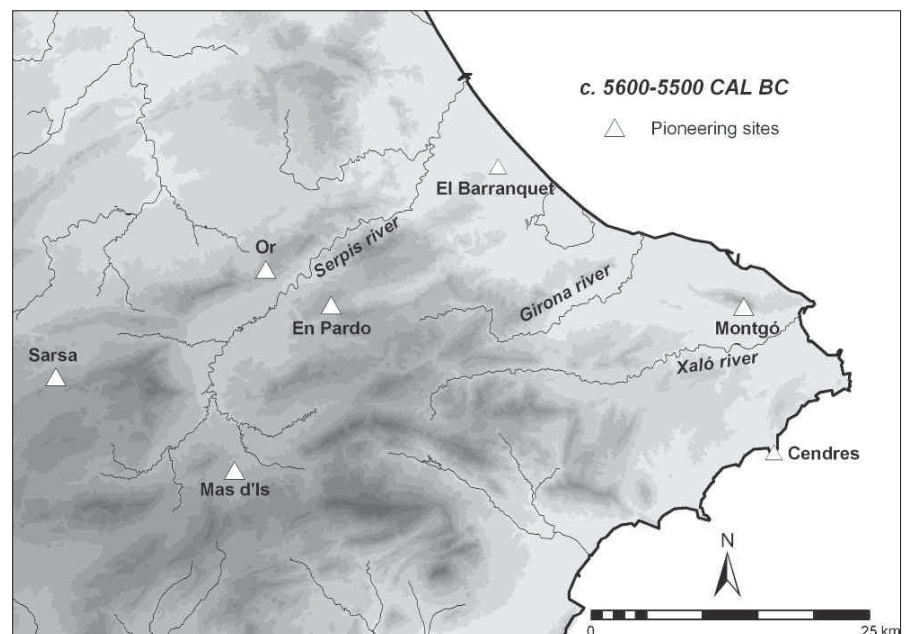 c. 5600-5500 CAL BC
Pioneering sites
El Barranquet
Or
Serpis river
En Pardo
Girona river
Montgó
Sarsa
Xaló river
Cendres
Mas d'Is
N
0
25 km